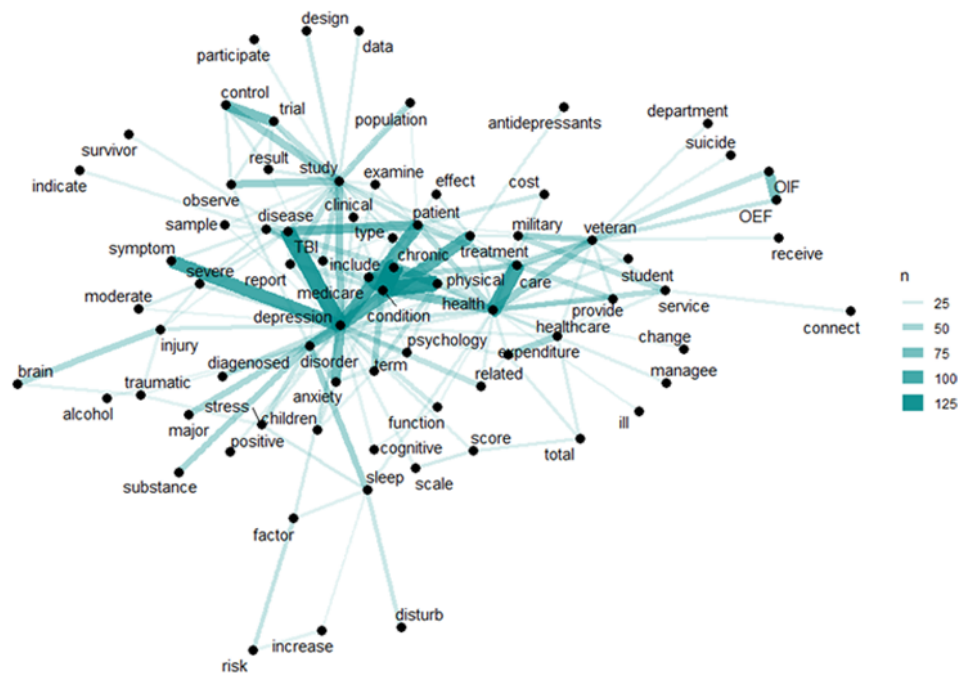 design
data
participate
control
trial
population
antidepressants
department
suicide
survivor
result
study
examine
effect
cost
indicate
observe
clinical
OIF
OEF
sample
disease
type
patient
military
veteran
symptom
TBI
chronic
treatment
receive
severe
report
include
physical
care
student
moderate
medicare
health
provide
service
depression
condition
healthcare
connect
injury
psychology
expenditure
change
brain
diagenosed
disorder
term
related
managee
traumatic
anxiety
alcohol
stress
children
function
ill
major
positive
cognitive
score
total
substance
sleep
scale
factor
disturb
increase
risk
n
25
50
75
100
125